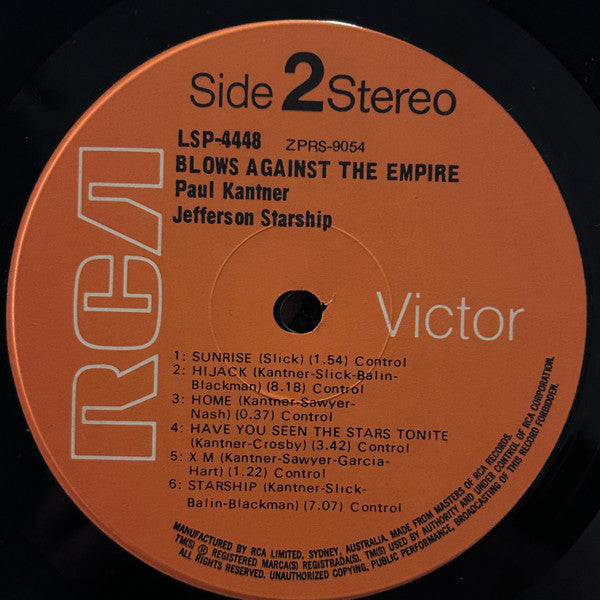 Side 2 Stereo
LSP-4448 ZPRS-9054
BLOWS AGAINST THE EMPIRE
Paul Kantner
Jefferson Starship
RCA
Victor
1: SUNRISE (Slick) (1.54) Control
2: HIJACK (Kantner-Slick-Balin-
Blackman) (8.18) Control
3: HOME (Kantner-Sawyer-
Nash) (0.37) Control
4: HAVE YOU SEEN THE STARS TONITE
(Kantner-Crosby) (3.42) Control
5: X M (Kantner-Sawyer-Garcia-
Hart) (1.22) Control
6: STARSHIP (Kantner-Slick-
Balin-Blackman) (7.07) Control
MANUFACTURED BY RCA LIMITED, SYDNEY, AUSTRALIA. MADE FROM MASTERS OF RCA RECORDS.
TM(S) ® REGISTERED MARCA(S) REGISTRADA(S). TM(S) USED BY AUTHORITY AND UNDER CONTROL OF RCA CORPORATION.
ALL RIGHTS RESERVED. UNAUTHORIZED COPYING, PUBLIC PERFORMANCE, BROADCASTING OF THIS RECORD FORBIDDEN.